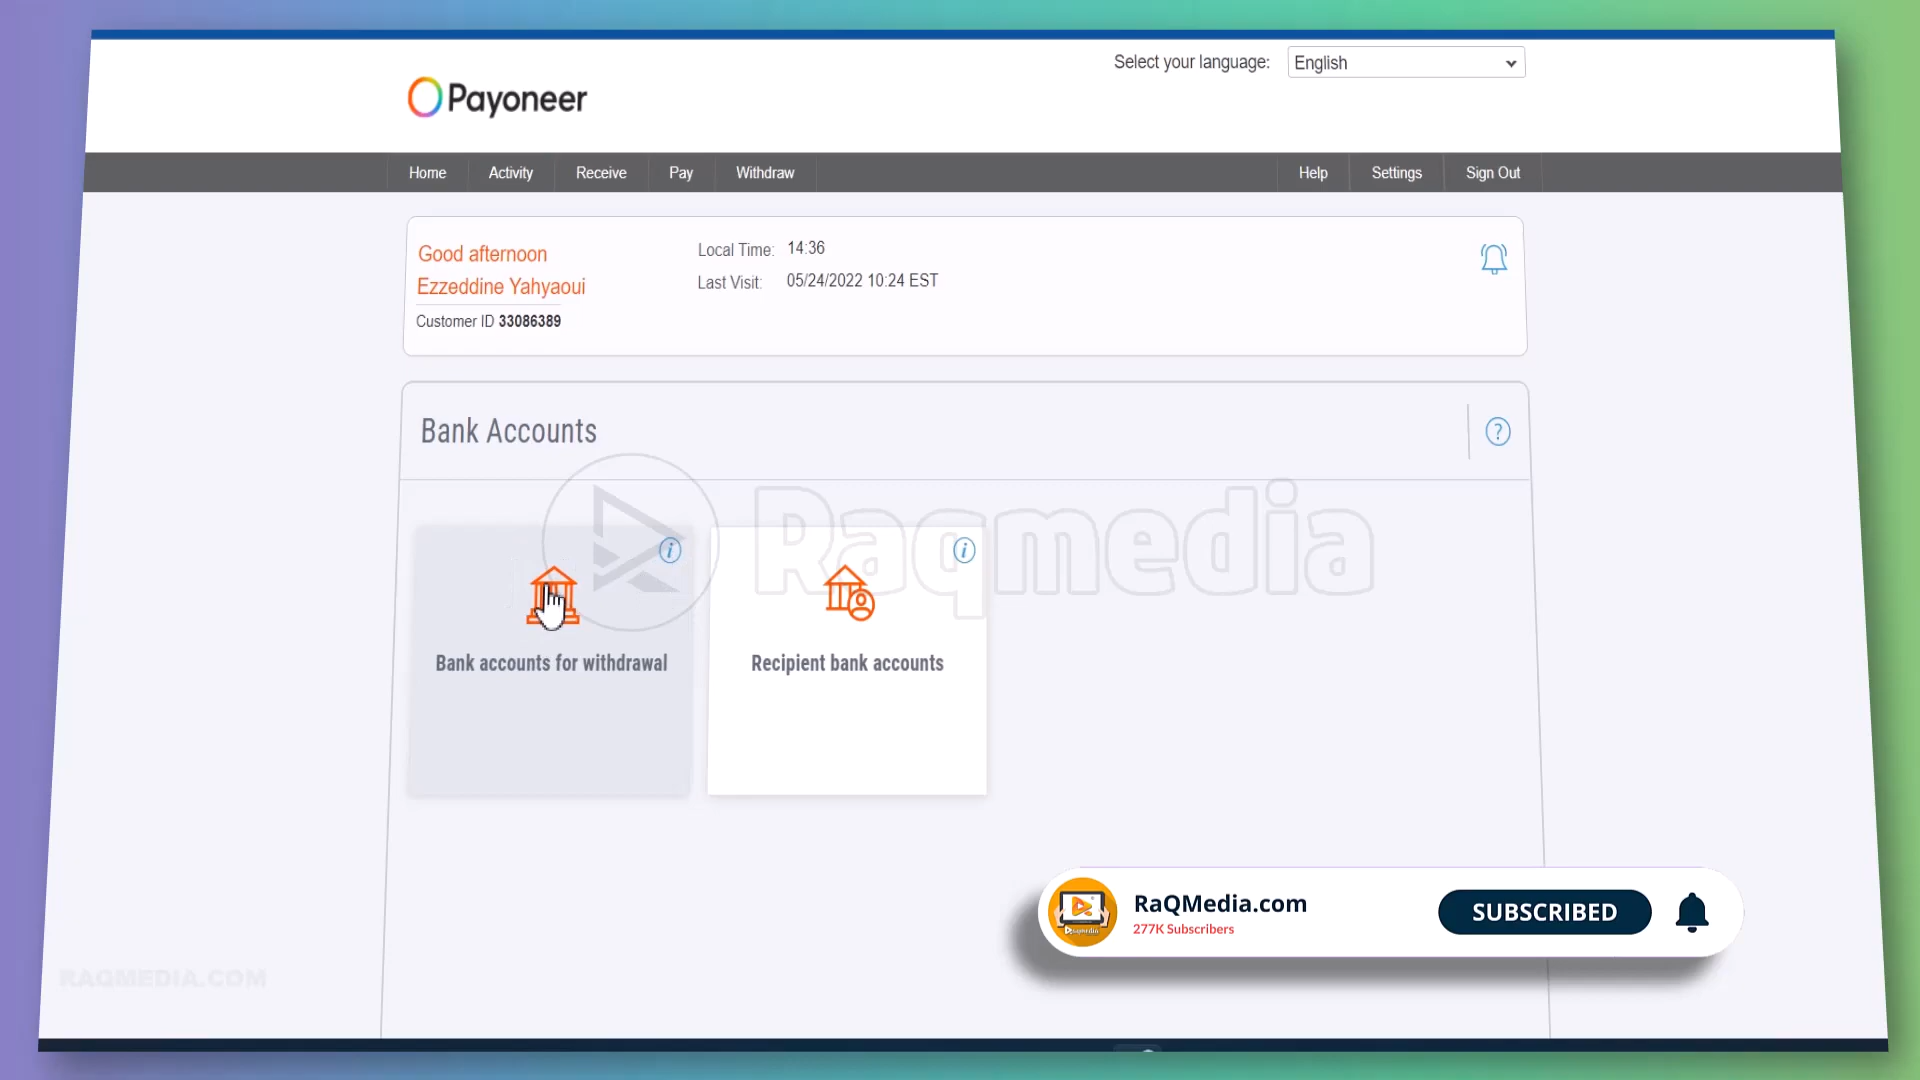 Select your language: English
Payoneer
Home Activity Receive Pay Withdraw Help Settings Sign Out
Good afternoon
Ezzeddine Yahyaoui
Customer ID 33086389
Local Time: 14:36
Last Visit: 05/24/2022 10:24 EST
Bank Accounts
?
Raqmedia
i
i
Bank accounts for withdrawal
Recipient bank accounts
RaQMedia.com
277K Subscribers
SUBSCRIBED
Raqmedia
RAQMEDIA.COM